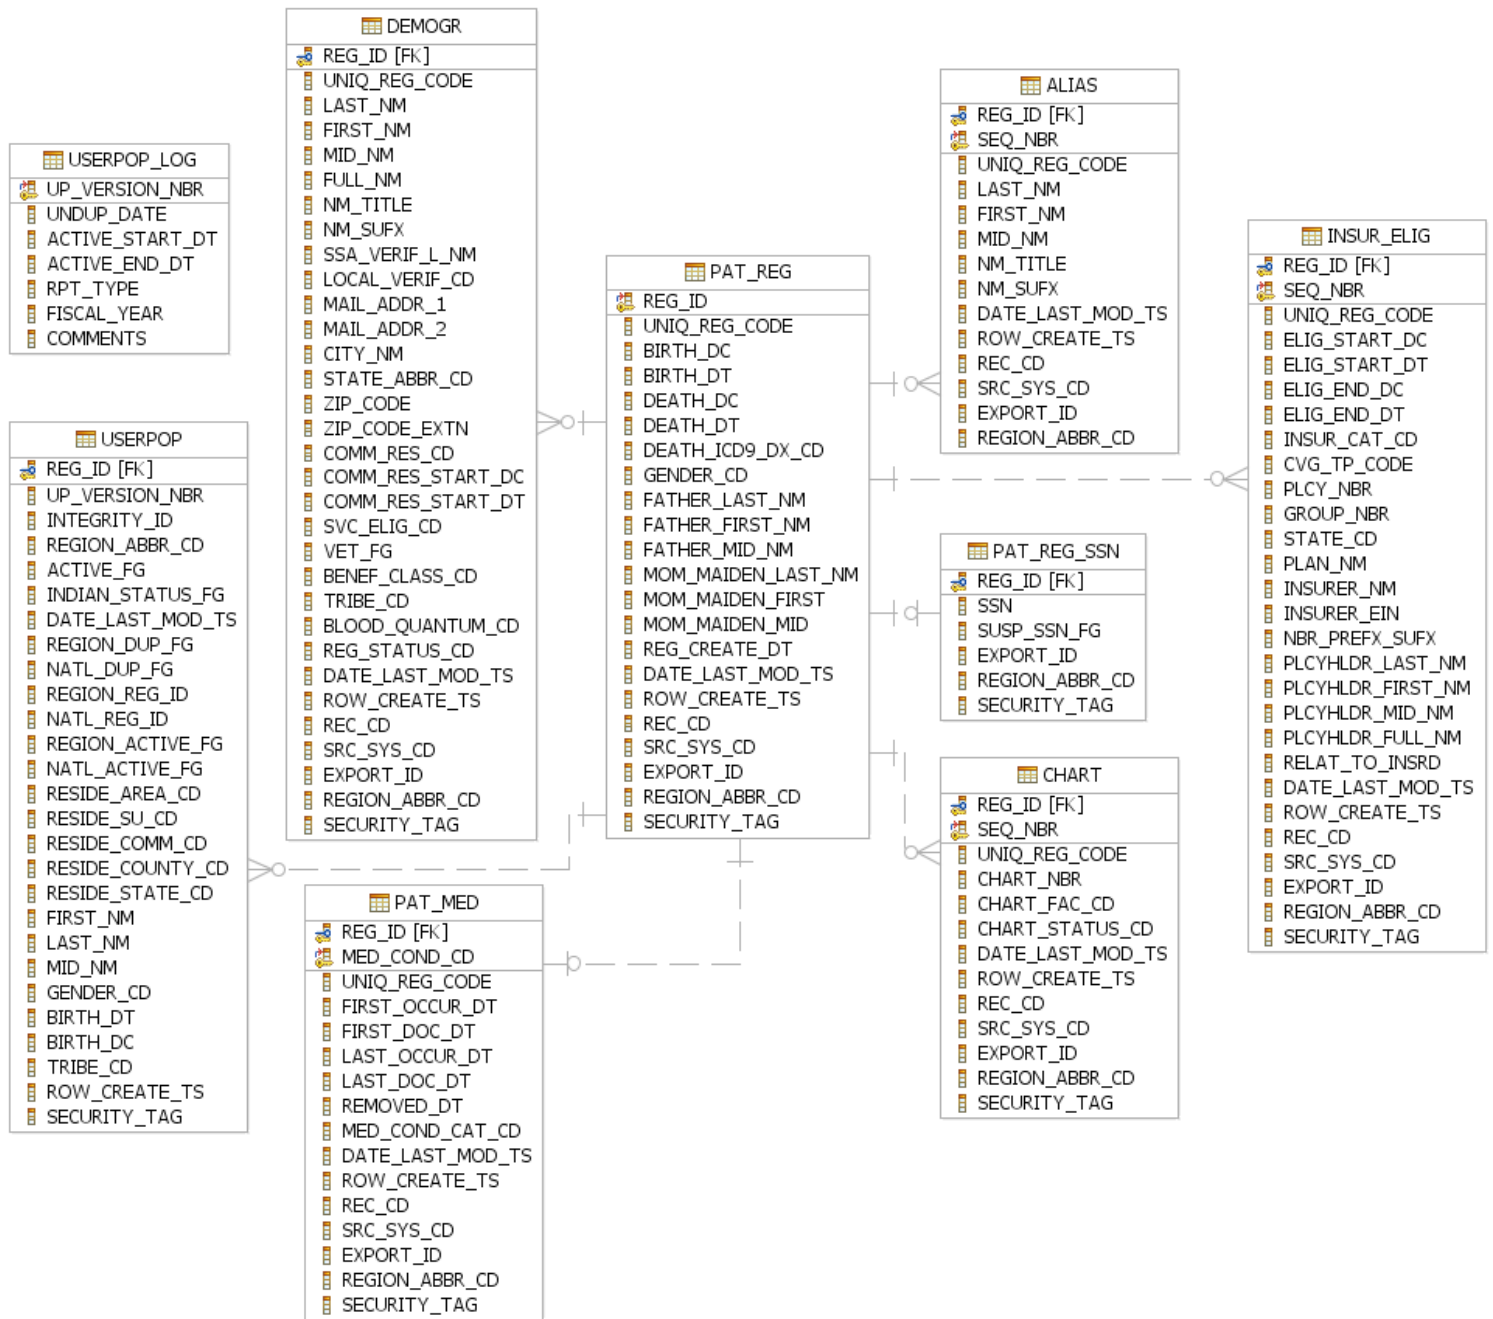 USERPOP_LOG
UP_VERSION_NBR
UNDUP_DATE
ACTIVE_START_DT
ACTIVE_END_DT
RPT_TYPE
FISCAL_YEAR
COMMENTS
USERPOP
REG_ID [FK]
UP_VERSION_NBR
INTEGRITY_ID
REGION_ABBR_CD
ACTIVE_FG
INDIAN_STATUS_FG
DATE_LAST_MOD_TS
REGION_DUP_FG
NATL_DUP_FG
REGION_REG_ID
NATL_REG_ID
REGION_ACTIVE_FG
NATL_ACTIVE_FG
RESIDE_AREA_CD
RESIDE_SU_CD
RESIDE_COMM_CD
RESIDE_COUNTY_CD
RESIDE_STATE_CD
FIRST_NM
LAST_NM
MID_NM
GENDER_CD
BIRTH_DT
BIRTH_DC
TRIBE_CD
ROW_CREATE_TS
SECURITY_TAG
DEMOGR
REG_ID [FK]
UNIQ_REG_CODE
LAST_NM
FIRST_NM
MID_NM
FULL_NM
NM_TITLE
NM_SUFX
SSA_VERIF_L_NM
LOCAL_VERIF_CD
MAIL_ADDR_1
MAIL_ADDR_2
CITY_NM
STATE_ABBR_CD
ZIP_CODE
ZIP_CODE_EXTN
COMM_RES_CD
COMM_RES_START_DC
COMM_RES_START_DT
SVC_ELIG_CD
VET_FG
BENEF_CLASS_CD
TRIBE_CD
BLOOD_QUANTUM_CD
REG_STATUS_CD
DATE_LAST_MOD_TS
ROW_CREATE_TS
REC_CD
SRC_SYS_CD
EXPORT_ID
REGION_ABBR_CD
SECURITY_TAG
PAT_MED
REG_ID [FK]
MED_COND_CD
UNIQ_REG_CODE
FIRST_OCCUR_DT
FIRST_DOC_DT
LAST_OCCUR_DT
LAST_DOC_DT
REMOVED_DT
MED_COND_CAT_CD
DATE_LAST_MOD_TS
ROW_CREATE_TS
REC_CD
SRC_SYS_CD
EXPORT_ID
REGION_ABBR_CD
SECURITY_TAG
PAT_REG
REG_ID
UNIQ_REG_CODE
BIRTH_DC
BIRTH_DT
DEATH_DC
DEATH_DT
DEATH_ICD9_DX_CD
GENDER_CD
FATHER_LAST_NM
FATHER_FIRST_NM
FATHER_MID_NM
MOM_MAIDEN_LAST_NM
MOM_MAIDEN_FIRST
MOM_MAIDEN_MID
REG_CREATE_DT
DATE_LAST_MOD_TS
ROW_CREATE_TS
REC_CD
SRC_SYS_CD
EXPORT_ID
REGION_ABBR_CD
SECURITY_TAG
ALIAS
REG_ID [FK]
SEQ_NBR
UNIQ_REG_CODE
LAST_NM
FIRST_NM
MID_NM
NM_TITLE
NM_SUFX
DATE_LAST_MOD_TS
ROW_CREATE_TS
REC_CD
SRC_SYS_CD
EXPORT_ID
REGION_ABBR_CD
PAT_REG_SSN
REG_ID [FK]
SSN
SUSP_SSN_FG
EXPORT_ID
REGION_ABBR_CD
SECURITY_TAG
CHART
REG_ID [FK]
SEQ_NBR
UNIQ_REG_CODE
CHART_NBR
CHART_FAC_CD
CHART_STATUS_CD
DATE_LAST_MOD_TS
ROW_CREATE_TS
REC_CD
SRC_SYS_CD
EXPORT_ID
REGION_ABBR_CD
SECURITY_TAG
INSUR_ELIG
REG_ID [FK]
SEQ_NBR
UNIQ_REG_CODE
ELIG_START_DC
ELIG_START_DT
ELIG_END_DC
ELIG_END_DT
INSUR_CAT_CD
CVG_TP_CODE
PLCY_NBR
GROUP_NBR
STATE_CD
PLAN_NM
INSURER_NM
INSURER_EIN
NBR_PREFX_SUFX
PLCYHLDR_LAST_NM
PLCYHLDR_FIRST_NM
PLCYHLDR_MID_NM
PLCYHLDR_FULL_NM
RELAT_TO_INSRD
DATE_LAST_MOD_TS
ROW_CREATE_TS
REC_CD
SRC_SYS_CD
EXPORT_ID
REGION_ABBR_CD
SECURITY_TAG